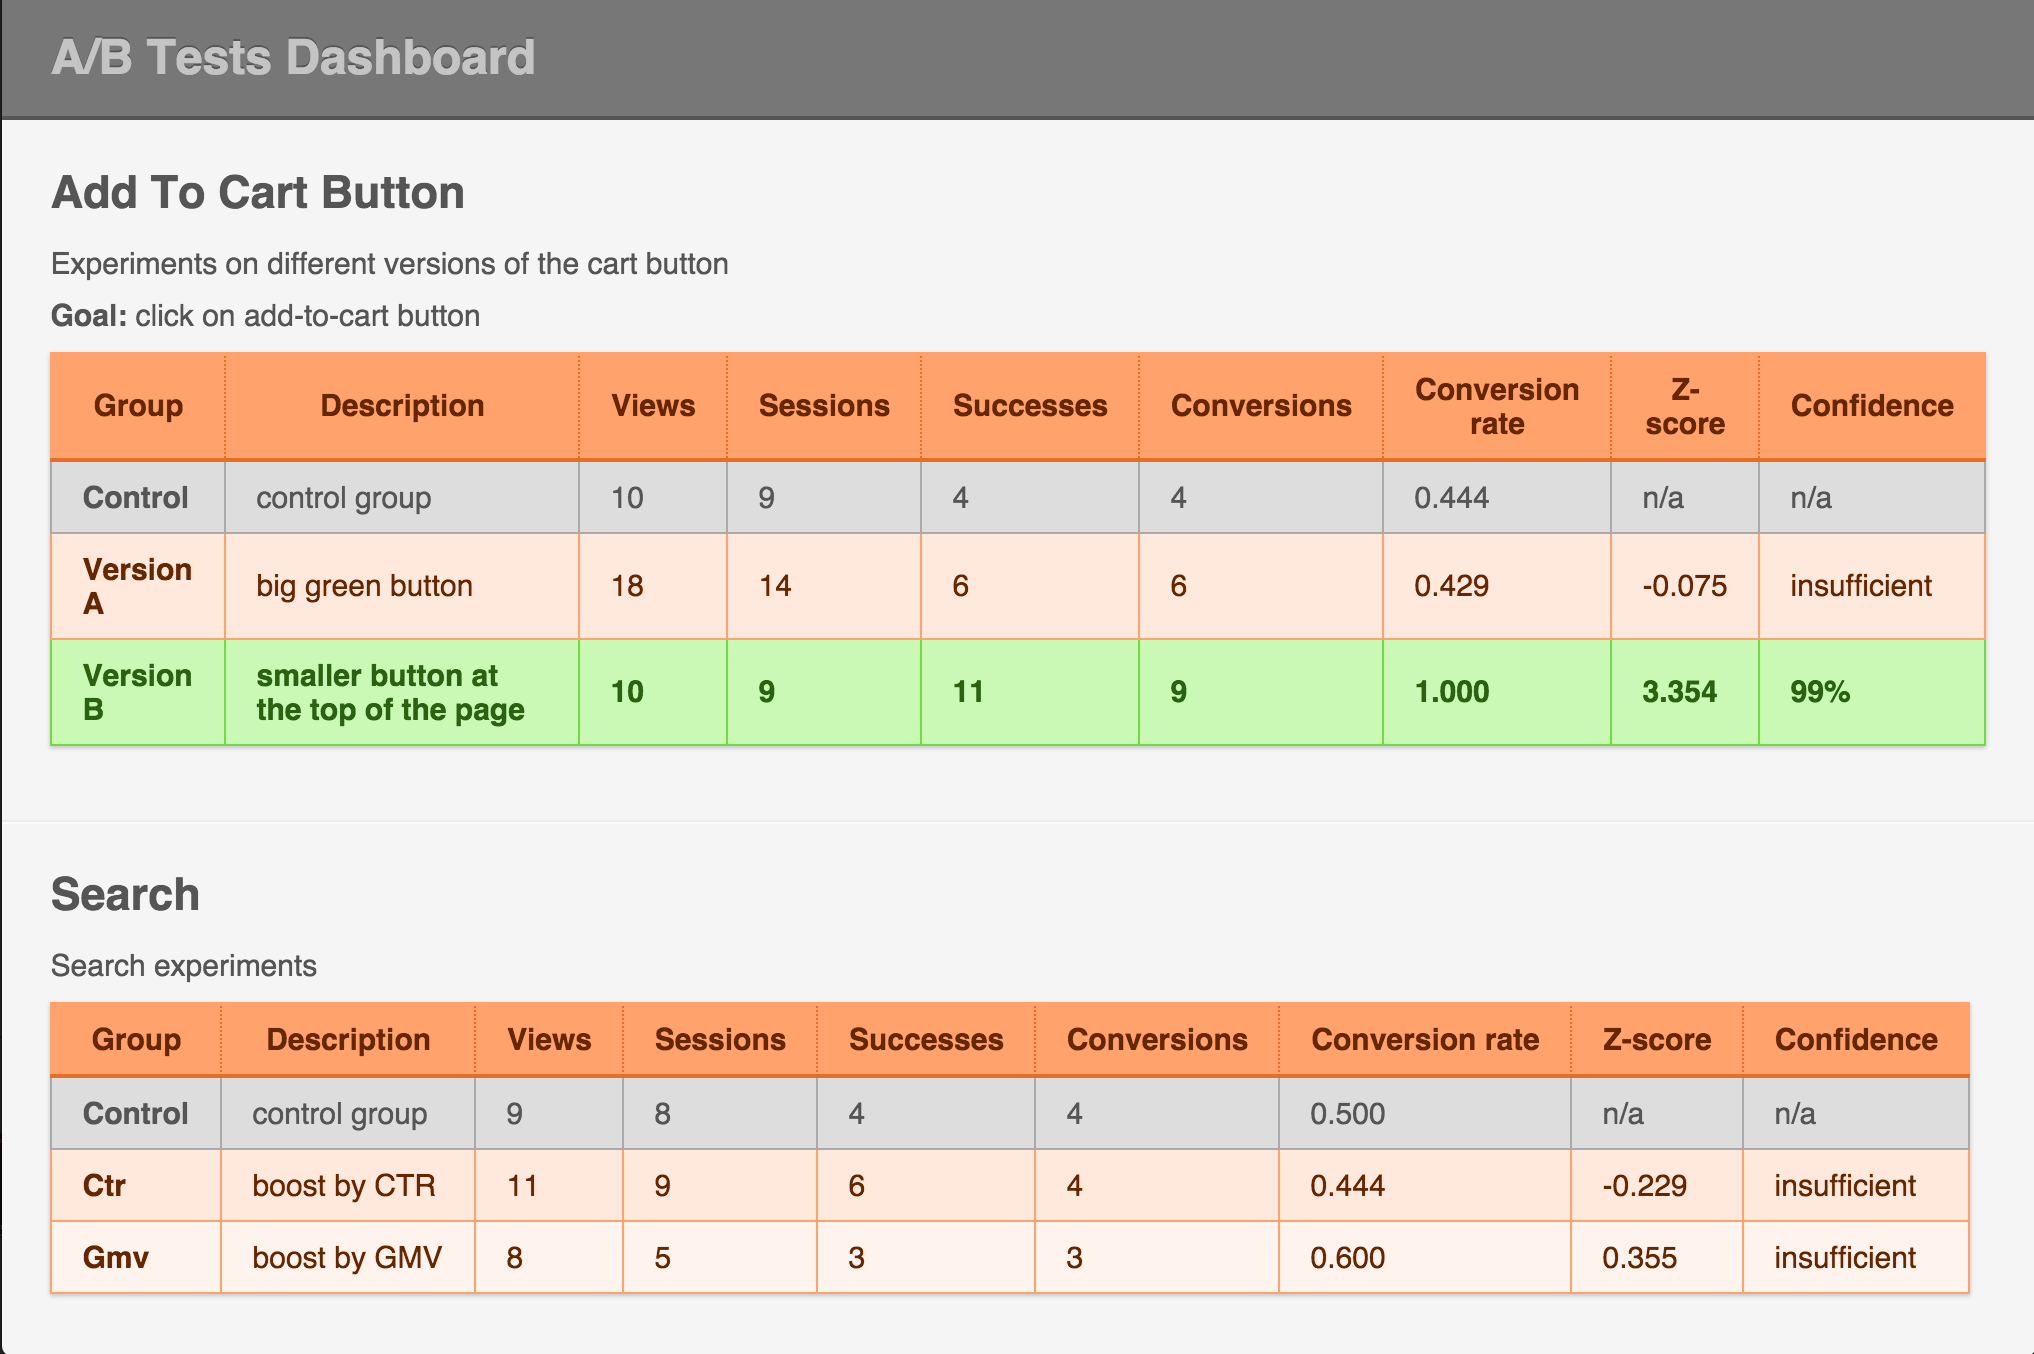 A/B Tests Dashboard
Add To Cart Button
Experiments on different versions of the cart button
Goal: click on add-to-cart button
Group Description Views Sessions Successes Conversions Conversion rate Z-score Confidence
Control control group 10 9 4 4 0.444 n/a n/a
Version A big green button 18 14 6 6 0.429 -0.075 insufficient
Version B smaller button at the top of the page 10 9 11 9 1.000 3.354 99%
Search
Search experiments
Group Description Views Sessions Successes Conversions Conversion rate Z-score Confidence
Control control group 9 8 4 4 0.500 n/a n/a
Ctr boost by CTR 11 9 6 4 0.444 -0.229 insufficient
Gmv boost by GMV 8 5 3 3 0.600 0.355 insufficient